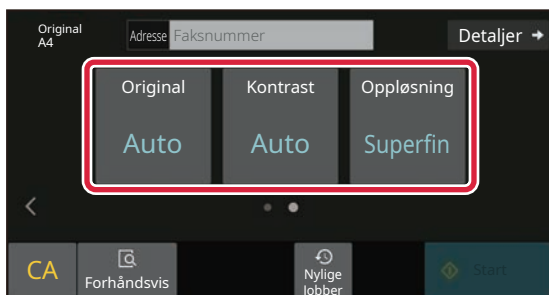 Original
A4
Adresse Faksnummer
Detaljer
Original
Kontrast
Oppløsning
Auto
Auto
Superfin
CA
Forhåndsvis
Nylige
Jobber
Start